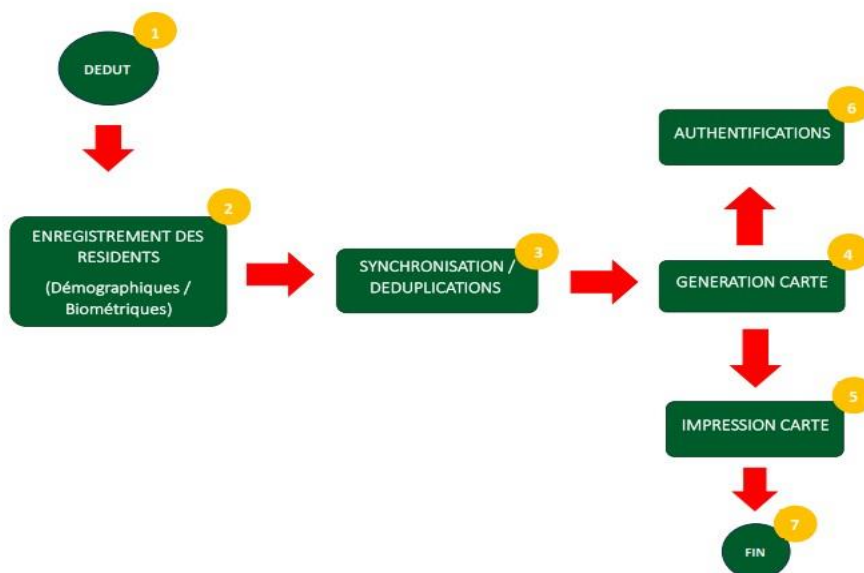 1
DEDUT
2
ENREGISTREMENT DES
RESIDENTS
(Démographiques /
Biométriques)
3
SYNCHRONISATION /
DEDUPLICATIONS
4
GENERATION CARTE
5
IMPRESSION CARTE
6
AUTHENTIFICATIONS
7
FIN